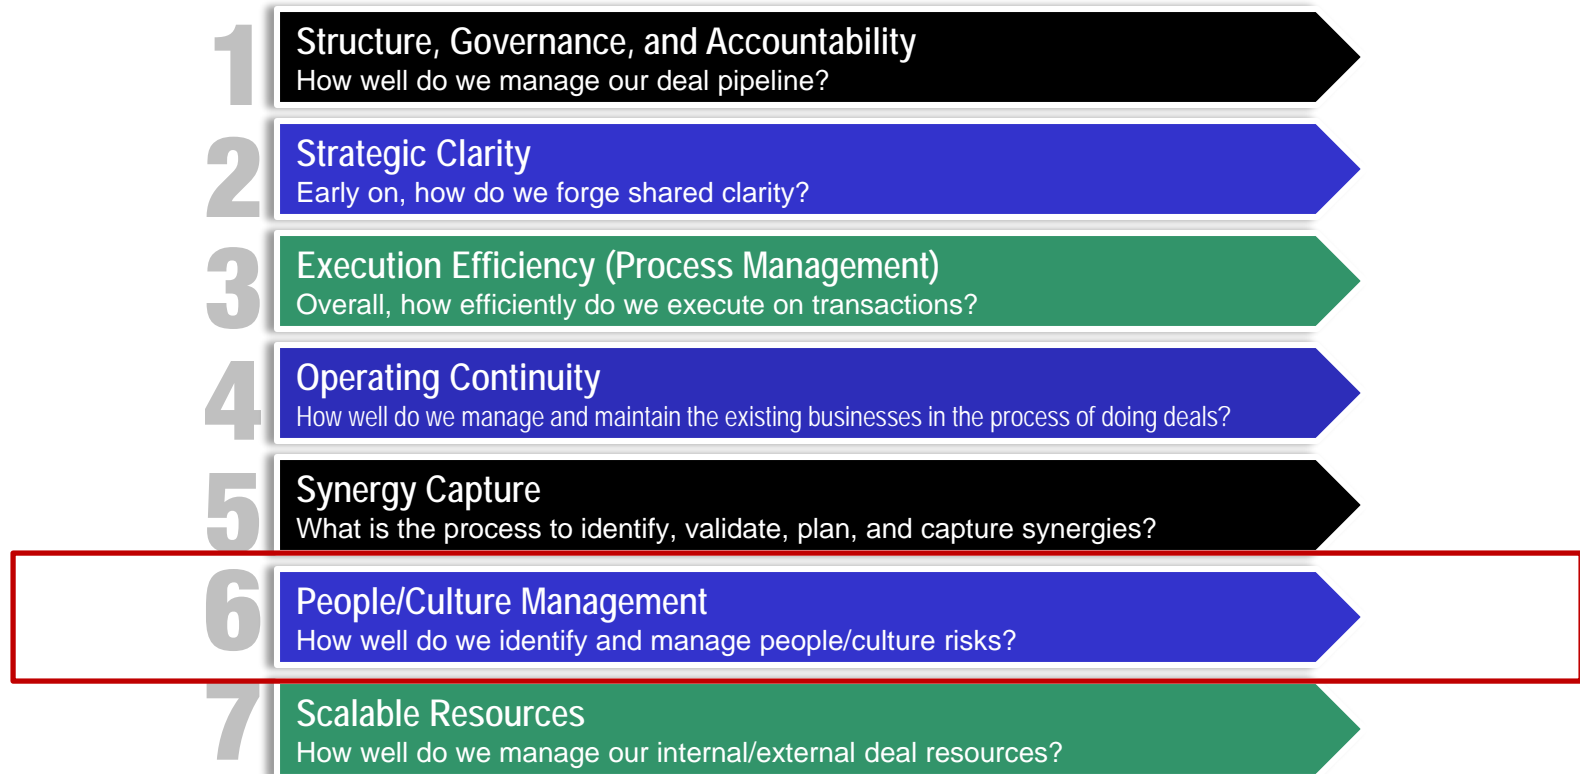 1
Structure, Governance, and Accountability
How well do we manage our deal pipeline?
2
Strategic Clarity
Early on, how do we forge shared clarity?
3
Execution Efficiency (Process Management)
Overall, how efficiently do we execute on transactions?
4
Operating Continuity
How well do we manage and maintain the existing businesses in the process of doing deals?
5
Synergy Capture
What is the process to identify, validate, plan, and capture synergies?
6
People/Culture Management
How well do we identify and manage people/culture risks?
7
Scalable Resources
How well do we manage our internal/external deal resources?